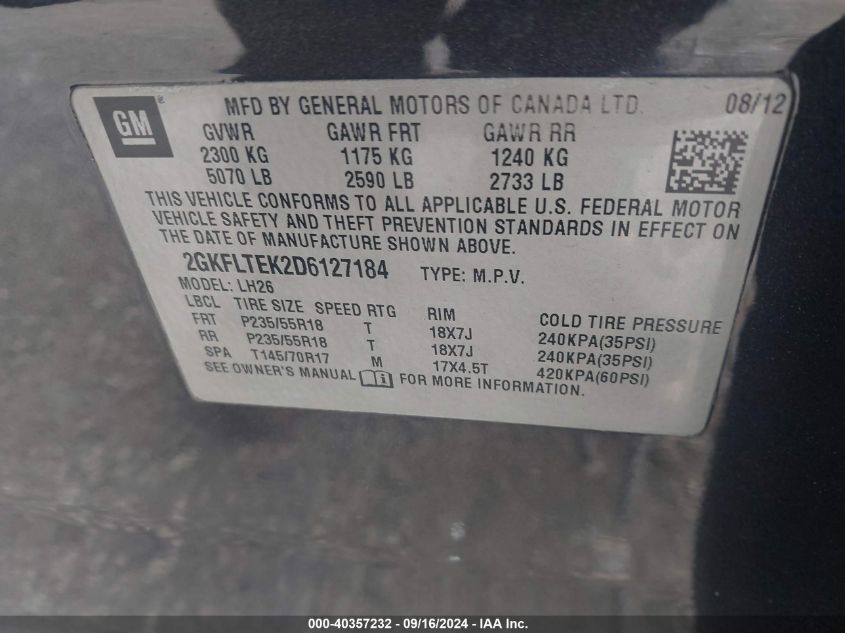 GM®
MFD BY GENERAL MOTORS OF CANADA LTD. 08/12
GVWR GAWR FRT GAWR RR
2300 KG 1175 KG 1240 KG
5070 LB 2590 LB 2733 LB
THIS VEHICLE CONFORMS TO ALL APPLICABLE U.S. FEDERAL MOTOR
VEHICLE SAFETY AND THEFT PREVENTION STANDARDS IN EFFECT ON
THE DATE OF MANUFACTURE SHOWN ABOVE.
2GKFLTEK2D6127184 TYPE: M.P.V.
MODEL: LH26
LBCL TIRE SIZE SPEED RTG RIM COLD TIRE PRESSURE
FRT P235/55R18 T 18X7J 240KPA(35PSI)
RR P235/55R18 T 18X7J 240KPA(35PSI)
SPA T145/70R17 M 17X4.5T 420KPA(60PSI)
SEE OWNER'S MANUAL FOR MORE INFORMATION.
000-40357232 - 09/16/2024 - IAA Inc.